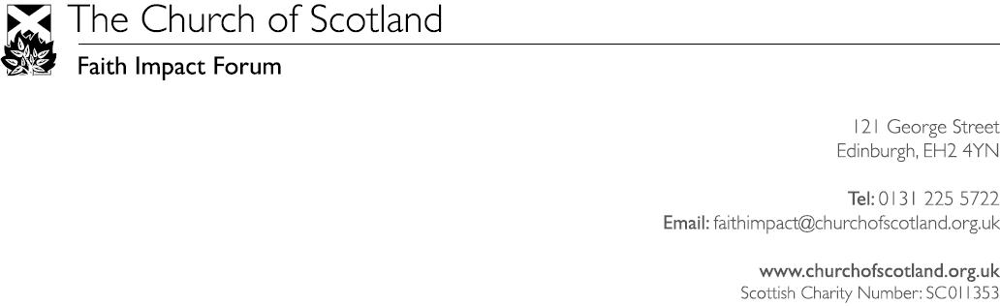 The Church of Scotland
Faith Impact Forum
121 George Street
Edinburgh, EH2 4YN
Tel: 0131 225 5722
Email: faithimpact@churchofscotland.org.uk
www.churchofscotland.org.uk
Scottish Charity Number: SC011353